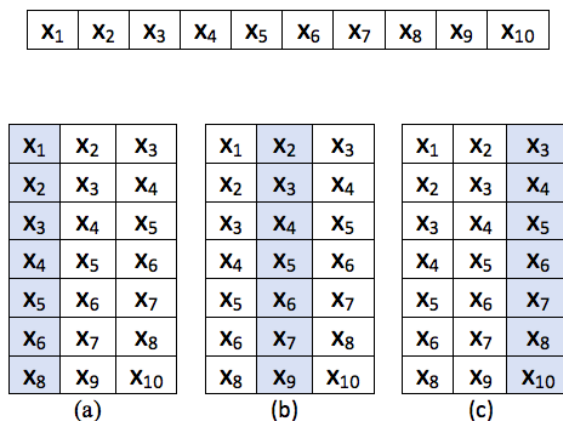 X1 X2 X3 X4 X5 X6 X7 X8 X9 X10
X1 X2 X3 X1 X2 X3 X1 X2 X3
X2 X3 X4 X2 X3 X4 X2 X3 X4
X3 X4 X5 X3 X4 X5 X3 X4 X5
X4 X5 X6 X4 X5 X6 X4 X5 X6
X5 X6 X7 X5 X6 X7 X5 X6 X7
X6 X7 X8 X6 X7 X8 X6 X7 X8
X8 X9 X10 X8 X9 X10 X8 X9 X10
(a) (b) (c)